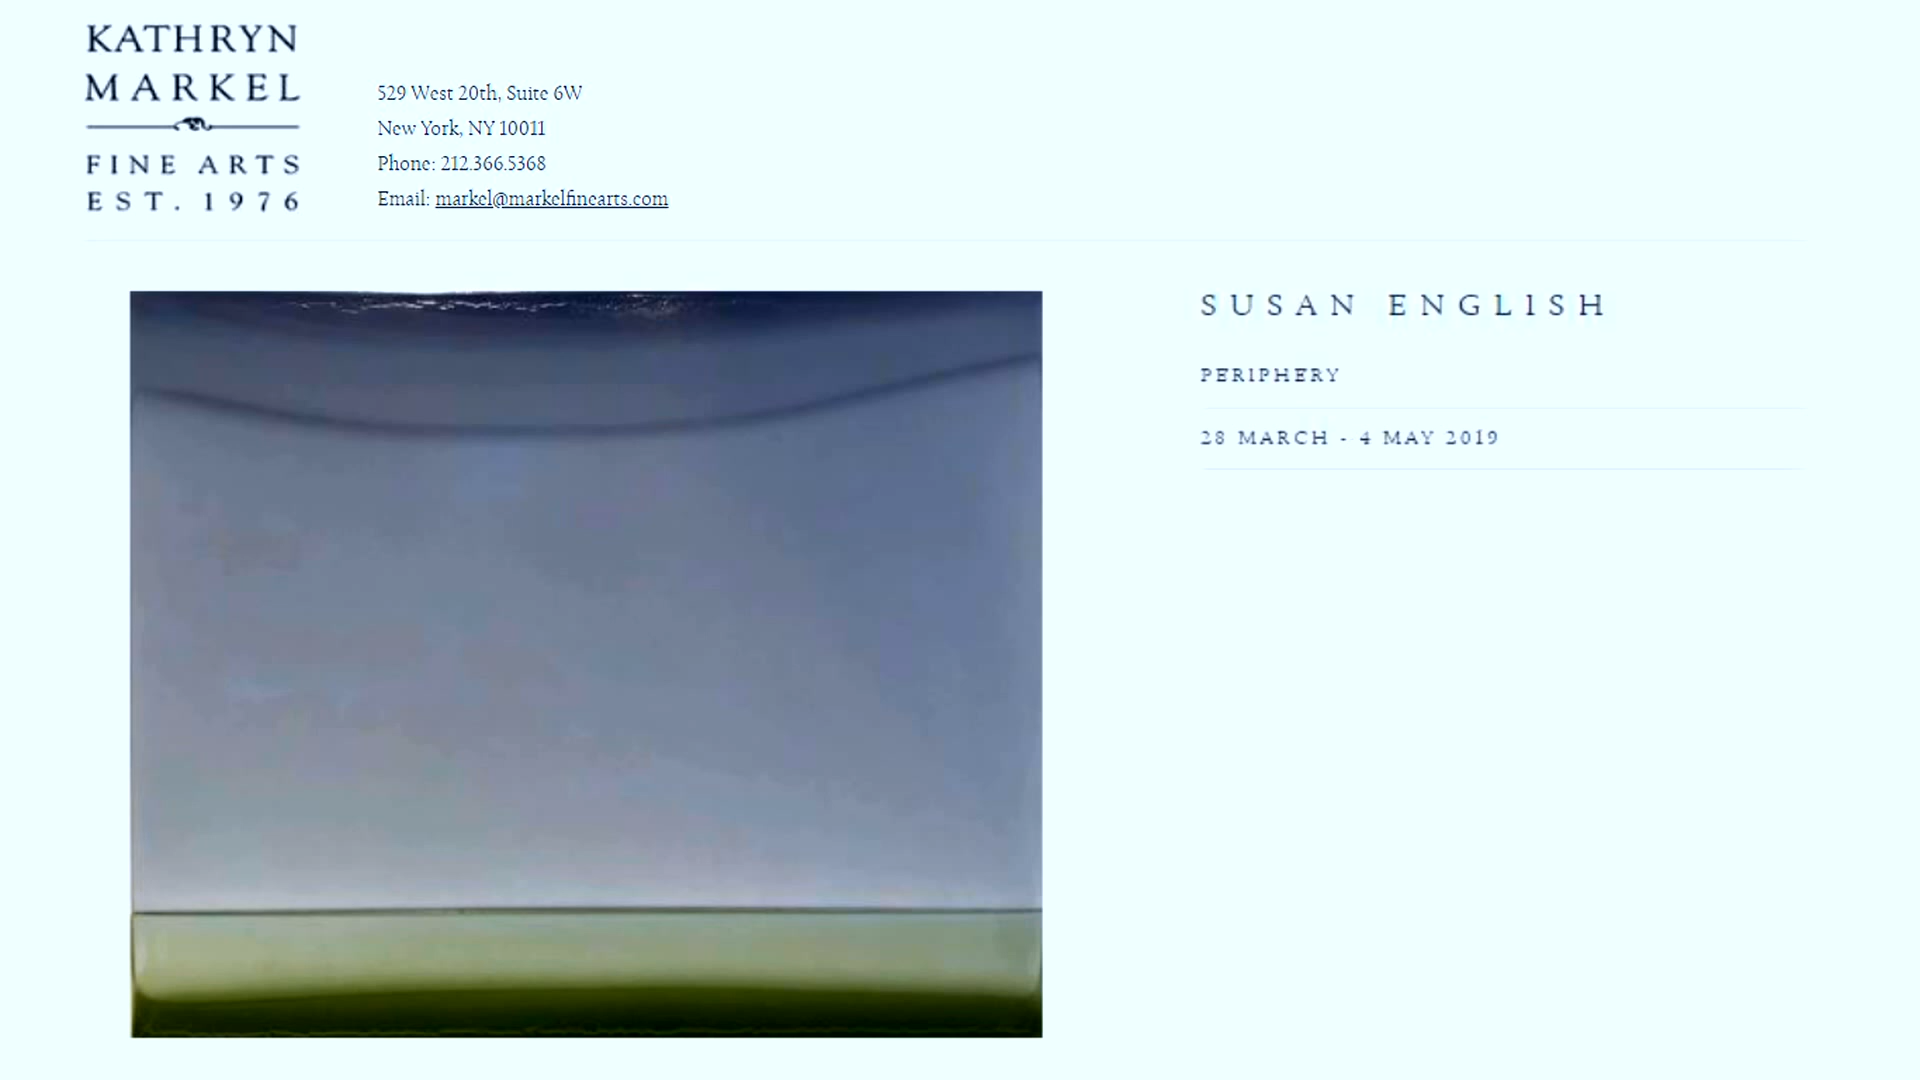 KATHRYN
MARKEL
FINE ARTS
EST. 1976
529 West 20th, Suite 6W
New York, NY 10011
Phone: 212.366.5368
Email: markel@markelfinearts.com
SUSAN ENGLISH
PERIPHERY
28 MARCH - 4 MAY 2019